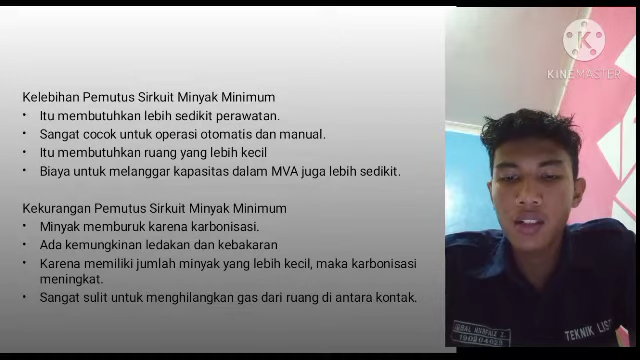 Kelebihan Pemutus Sirkuit Minyak Minimum
• Itu membutuhkan lebih sedikit perawatan.
• Sangat cocok untuk operasi otomatis dan manual.
• Itu membutuhkan ruang yang lebih kecil
• Biaya untuk melanggar kapasitas dalam MVA juga lebih sedikit.
Kekurangan Pemutus Sirkuit Minyak Minimum
• Minyak memburuk karena karbonisasi.
• Ada kemungkinan ledakan dan kebakaran
• Karena memiliki jumlah minyak yang lebih kecil, maka karbonisasi
meningkat.
• Sangat sulit untuk menghilangkan gas dari ruang di antara kontak.
K
KINEMASTER
TEKNIK